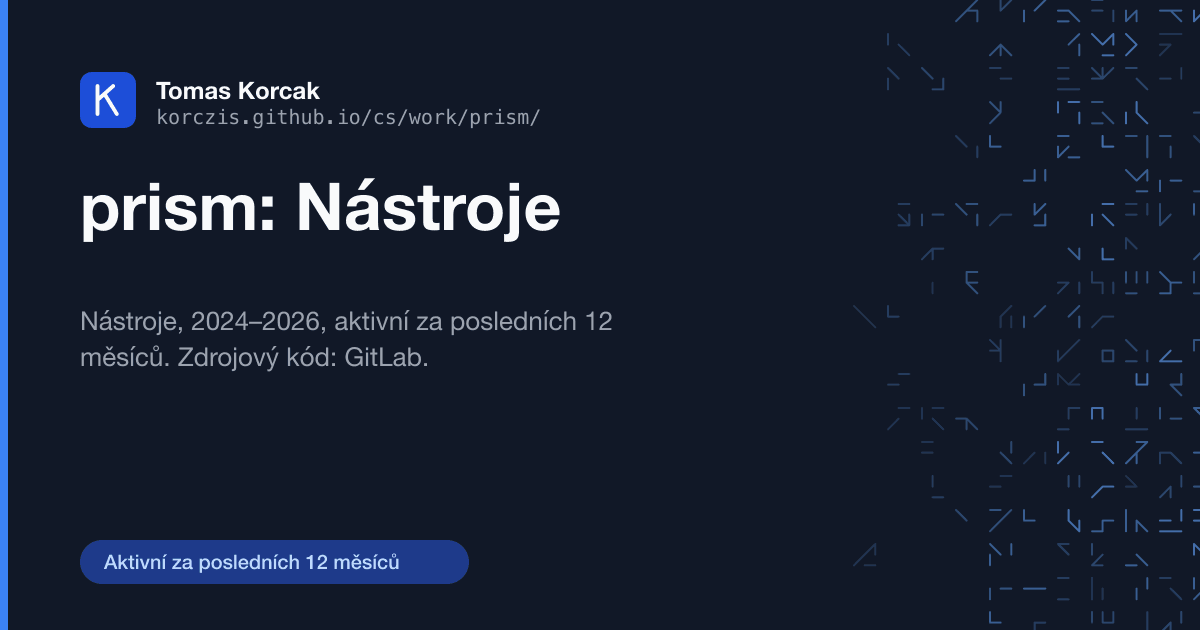 K
Tomas Korcak
korczis.github.io/cs/work/prism/
prism: Nástroje
Nástroje, 2024–2026, aktivní za posledních 12
měsíců. Zdrojový kód: GitLab.
Aktivní za posledních 12 měsíců